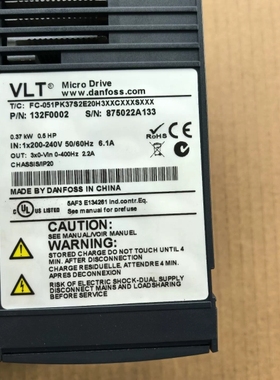 VLT® Micro Drive
www.danfoss.com
T/C: FC-051PK37S2E20H3XXCXXXSXXX
P/N: 132F0002 S/N: 875022A133
0.37 kW 0.5 HP
IN: 1x200-240V 50/60Hz 6.1A
OUT: 3x0-Vin 0-400Hz 2.2A
CHASSIS/IP20
CE
UL
MADE BY DANFOSS IN CHINA
5AF3 E134261 ind.contr.Eq.
See manual for prefuse
CAUTION:
SEE MANUAL/VOIR MANUEL
WARNING:
STORED CHARGE DO NOT TOUCH UNTIL 4
MIN. AFTER DISCONNECTION
CHARGE RESIDUELLE, ATTENDRE 4 MIN.
APRES DECONNEXION
RISK OF ELECTRIC SHOCK-DUAL SUPPLY
DISCONNECT MAINS AND LOADSHARING
BEFORE SERVICE